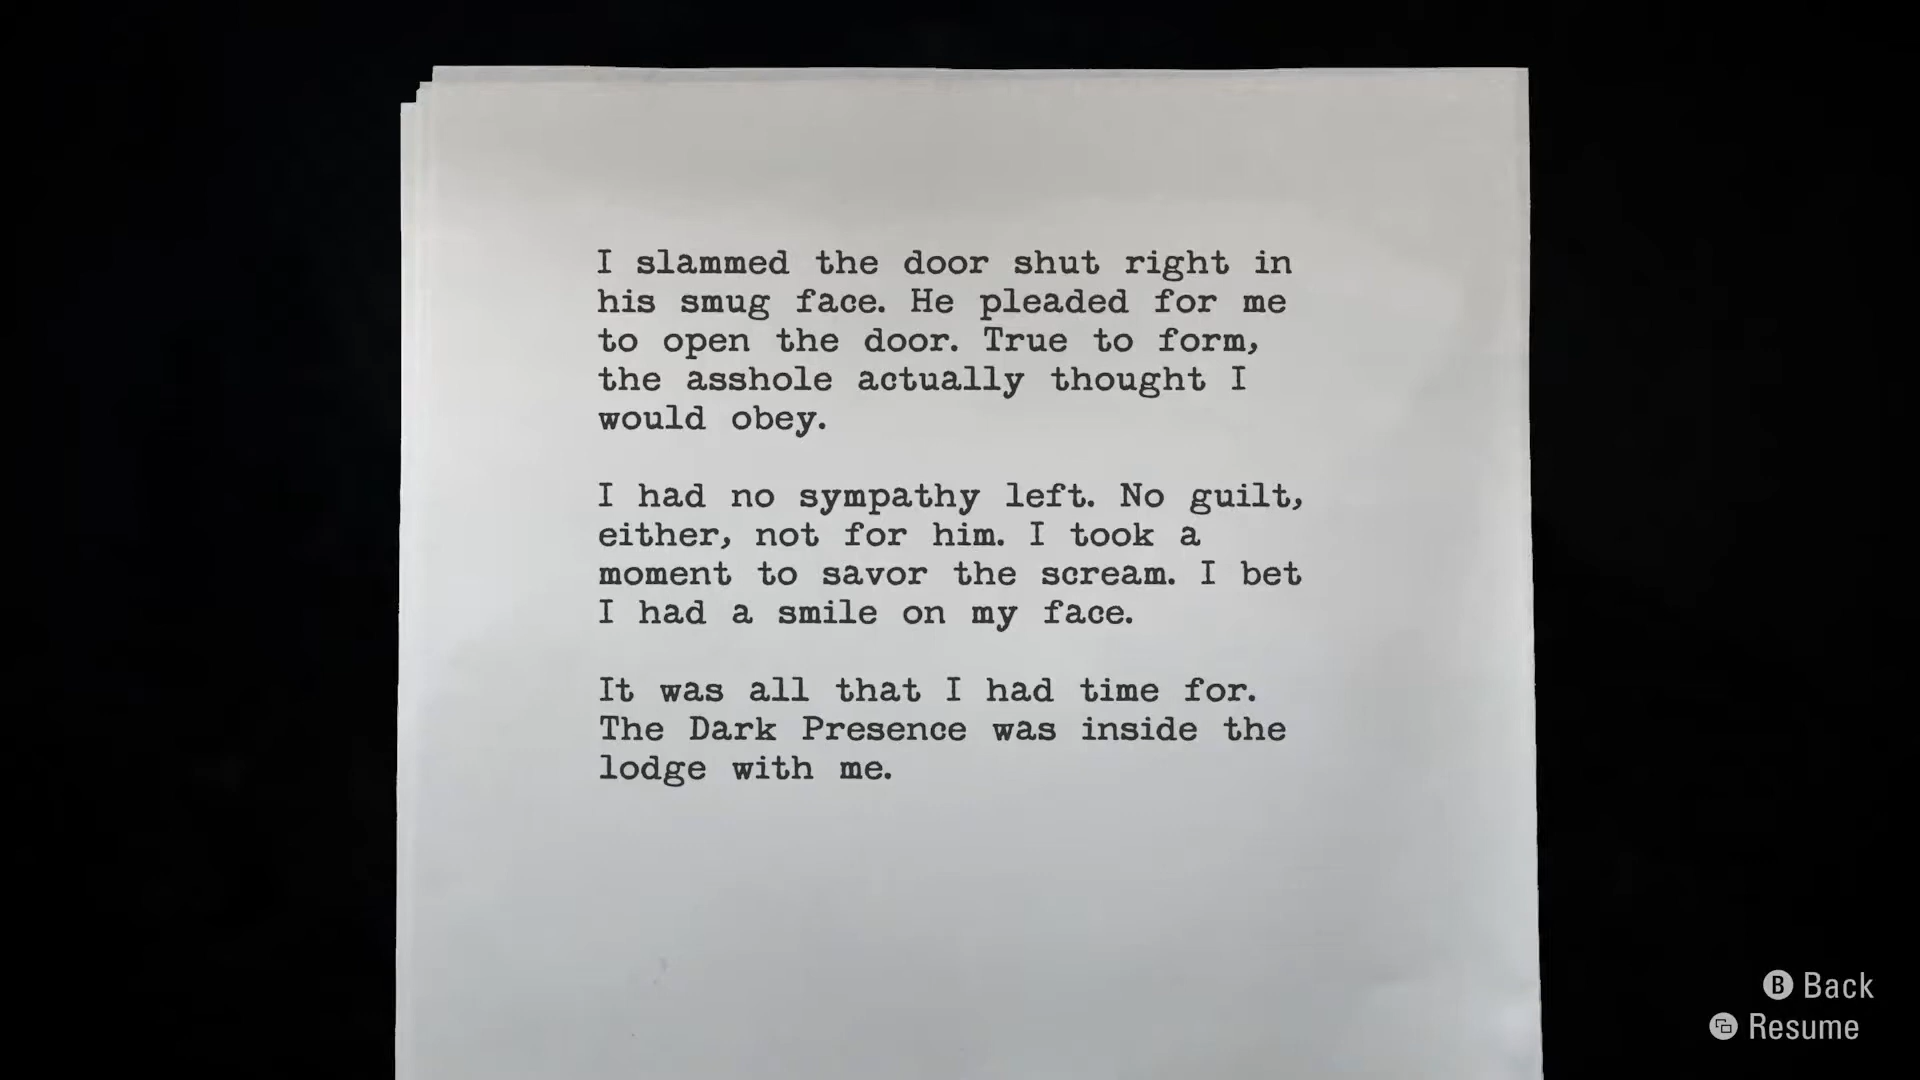 I slammed the door shut right in
his smug face. He pleaded for me
to open the door. True to form,
the asshole actually thought I
would obey.
I had no sympathy left. No guilt,
either, not for him. I took a
moment to savor the scream. I bet
I had a smile on my face.
It was all that I had time for.
The Dark Presence was inside the
lodge with me.
B Back
Resume